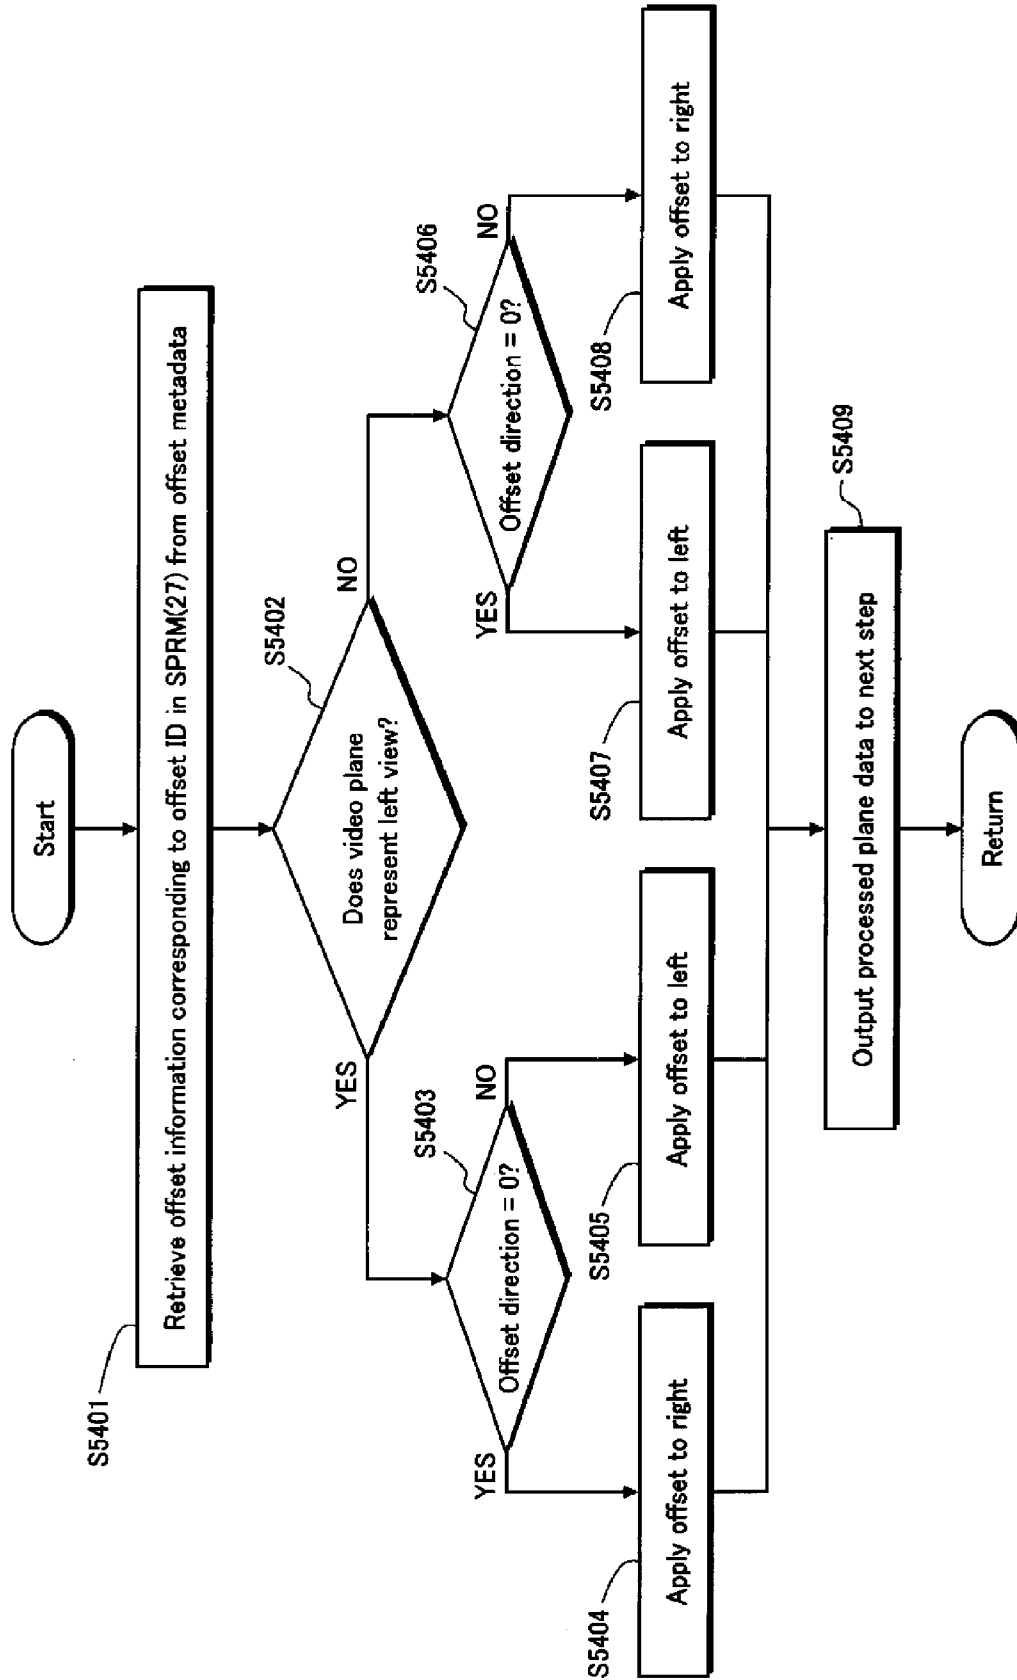 Start
S5401
Retrieve offset information corresponding to offset ID in SPRM(27) from offset metadata
S5402
Does video plane
represent left view?
YES
NO
S5403
Offset direction = 0?
YES
NO
S5406
Offset direction = 0?
YES
NO
S5404
Apply offset to right
S5405
Apply offset to left
S5407
Apply offset to left
S5408
Apply offset to right
S5409
Output processed plane data to next step
Return